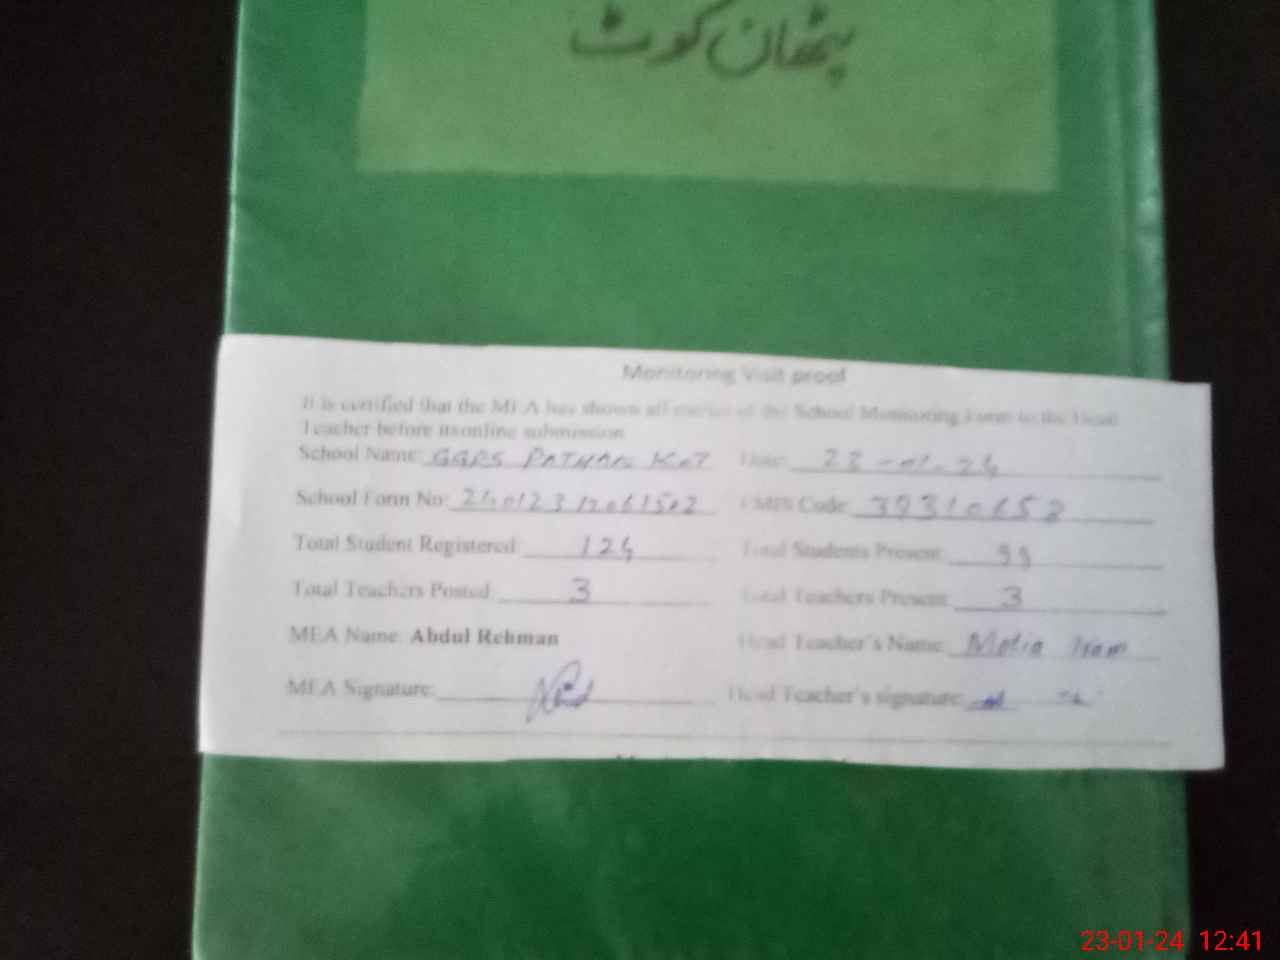 پٹھان کوٹ
Monitoring Visit proof
It is certified that the MEA has shown all entries of the School Monitoring Form to the Head
Teacher before its online submission
School Name: GGPS PATHAN KOT Date: 23-01-24
School Form No: EMIS Code:
Total Student Registered: 124 Total Students Present: 99
Total Teachers Posted: 3 Total Teachers Present: 3
MEA Name: Abdul Rehman Head Teacher's Name:
MEA Signature: Head Teacher's signature:
23-01-24 12:41